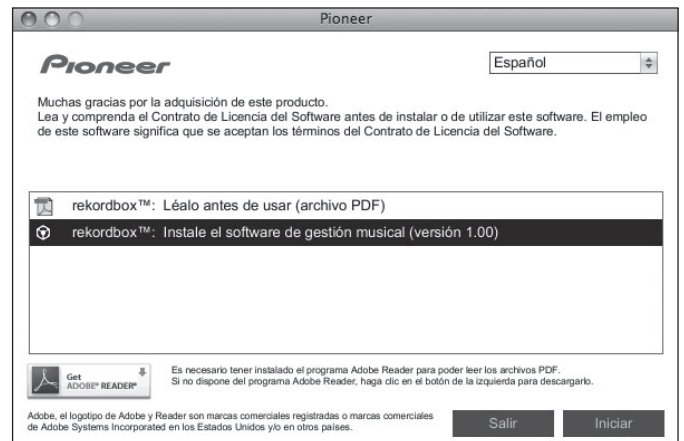 Pioneer
Pioneer
Español
Muchas gracias por la adquisición de este producto.
Lea y comprenda el Contrato de Licencia del Software antes de instalar o de utilizar este software. El empleo
de este software significa que se aceptan los términos del Contrato de Licencia del Software.
rekordbox™: Léalo antes de usar (archivo PDF)
rekordbox™: Instale el software de gestión musical (versión 1.00)
Get
ADOBE® READER®
Es necesario tener instalado el programa Adobe Reader para poder leer los archivos PDF.
Si no dispone del programa Adobe Reader, haga clic en el botón de la izquierda para descargarlo.
Adobe, el logotipo de Adobe y Reader son marcas comerciales registradas o marcas comerciales
de Adobe Systems Incorporated en los Estados Unidos y/o en otros países.
Salir
Iniciar